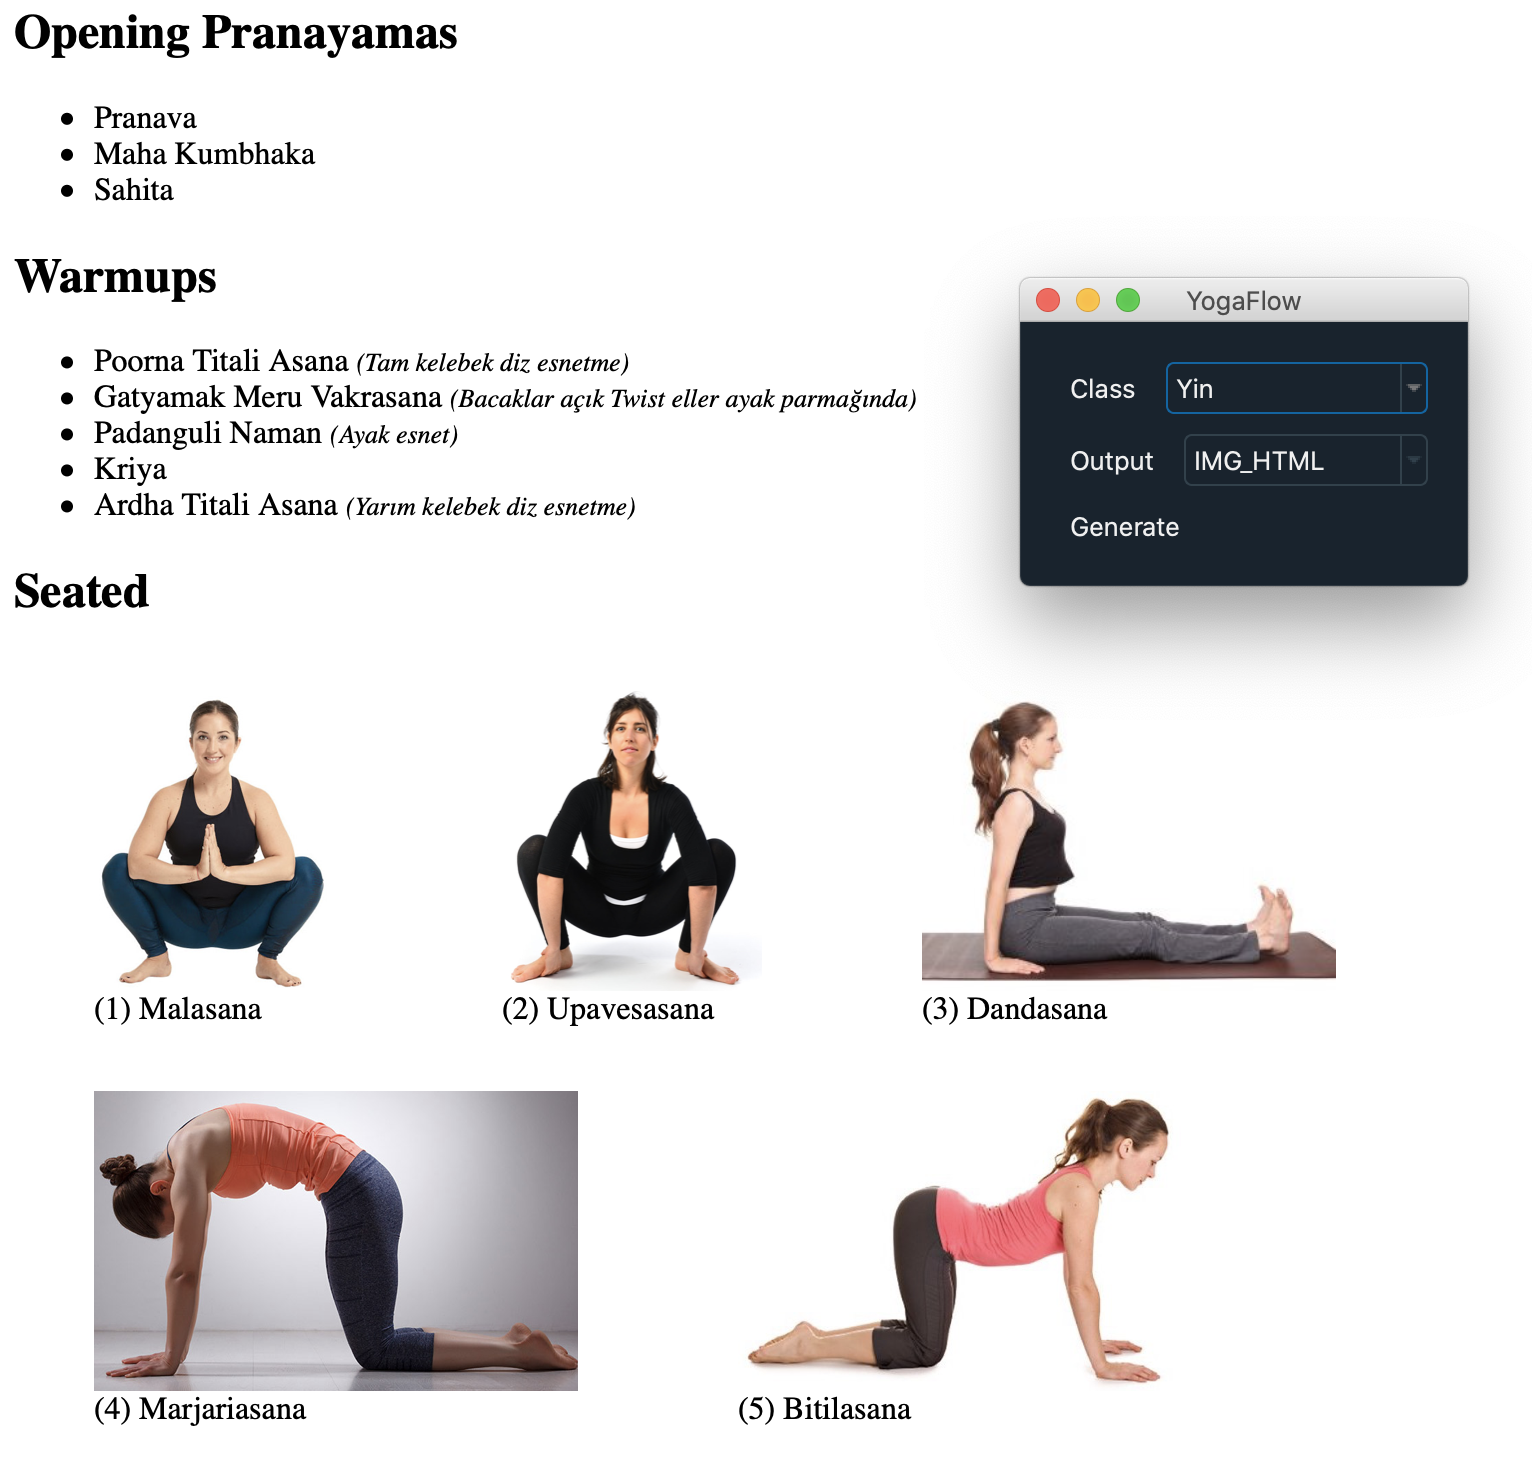 Opening Pranayamas
Pranava
Maha Kumbhaka
Sahita
Warmups
Poorna Titali Asana (Tam kelebek diz esnetme)
Gatyamak Meru Vakrasana (Bacaklar açık Twist eller ayak parmağında)
Padanguli Naman (Ayak esnet)
Kriya
Ardha Titali Asana (Yarım kelebek diz esnetme)
YogaFlow
Class Yin
Output IMG_HTML
Generate
Seated
(1) Malasana
(2) Upavesasana
(3) Dandasana
(4) Marjariasana
(5) Bitilasana